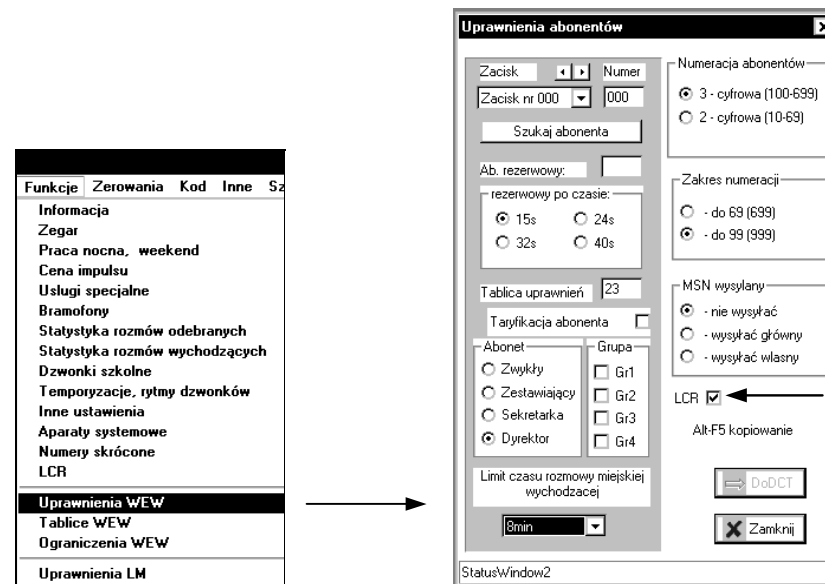 Funkcje Zerowania Kod Inne Sz
Informacja
Zegar
Praca nocna, weekend
Cena impulsu
Uslugi specjalne
Bramofony
Statystyka rozmów odebranych
Statystyka rozmów wychodzących
Dzwonki szkolne
Temporyzacje, rytmy dzwonków
Inne ustawienia
Aparaty systemowe
Numery skrócone
LCR
Uprawnienia WEW
Tablice WEW
Ograniczenia WEW
Uprawnienia LM
Uprawnienia abonentów
Zacisk Numer
Zacisk nr 000 000
Szukaj abonenta
Ab. rezerwowy:
rezerwowy po czasie:
15s 24s
32s 40s
Tablica uprawnień 23
Taryfikacja abonenta
Abonet
Zwykły
Zestawiający
Sekretarka
Dyrektor
Grupa
Gr1
Gr2
Gr3
Gr4
Limit czasu rozmowy miejskiej
wychodzacej
8min
Numeracja abonentów
3 - cyfrowa (100-699)
2 - cyfrowa (10-69)
Zakres numeracji
- do 69 (699)
- do 99 (999)
MSN wysylany
- nie wysyłać
- wysyłać główny
- wysyłać wlasny
LCR
Alt-F5 kopiowanie
DoDCT
Zamknij
StatusWindow2